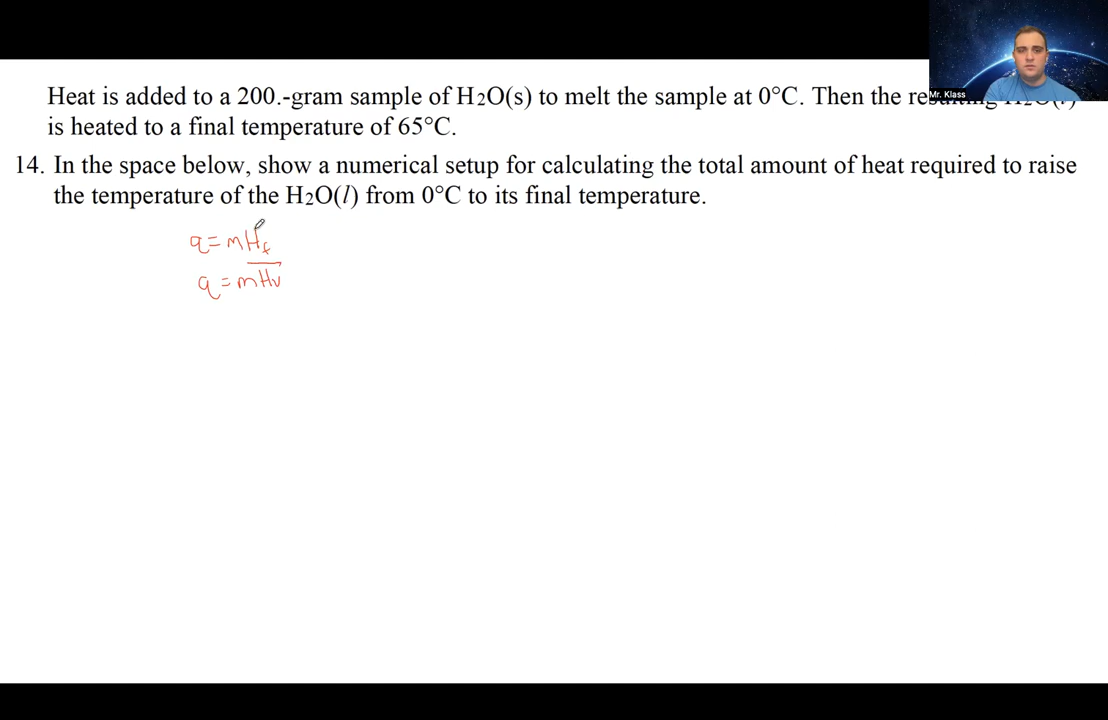 Heat is added to a 200.-gram sample of H2O(s) to melt the sample at 0°C. Then the
is heated to a final temperature of 65°C.
Mr. Klass
14. In the space below, show a numerical setup for calculating the total amount of heat required to raise
the temperature of the H2O(l) from 0°C to its final temperature.
q=mHf
q=mHv